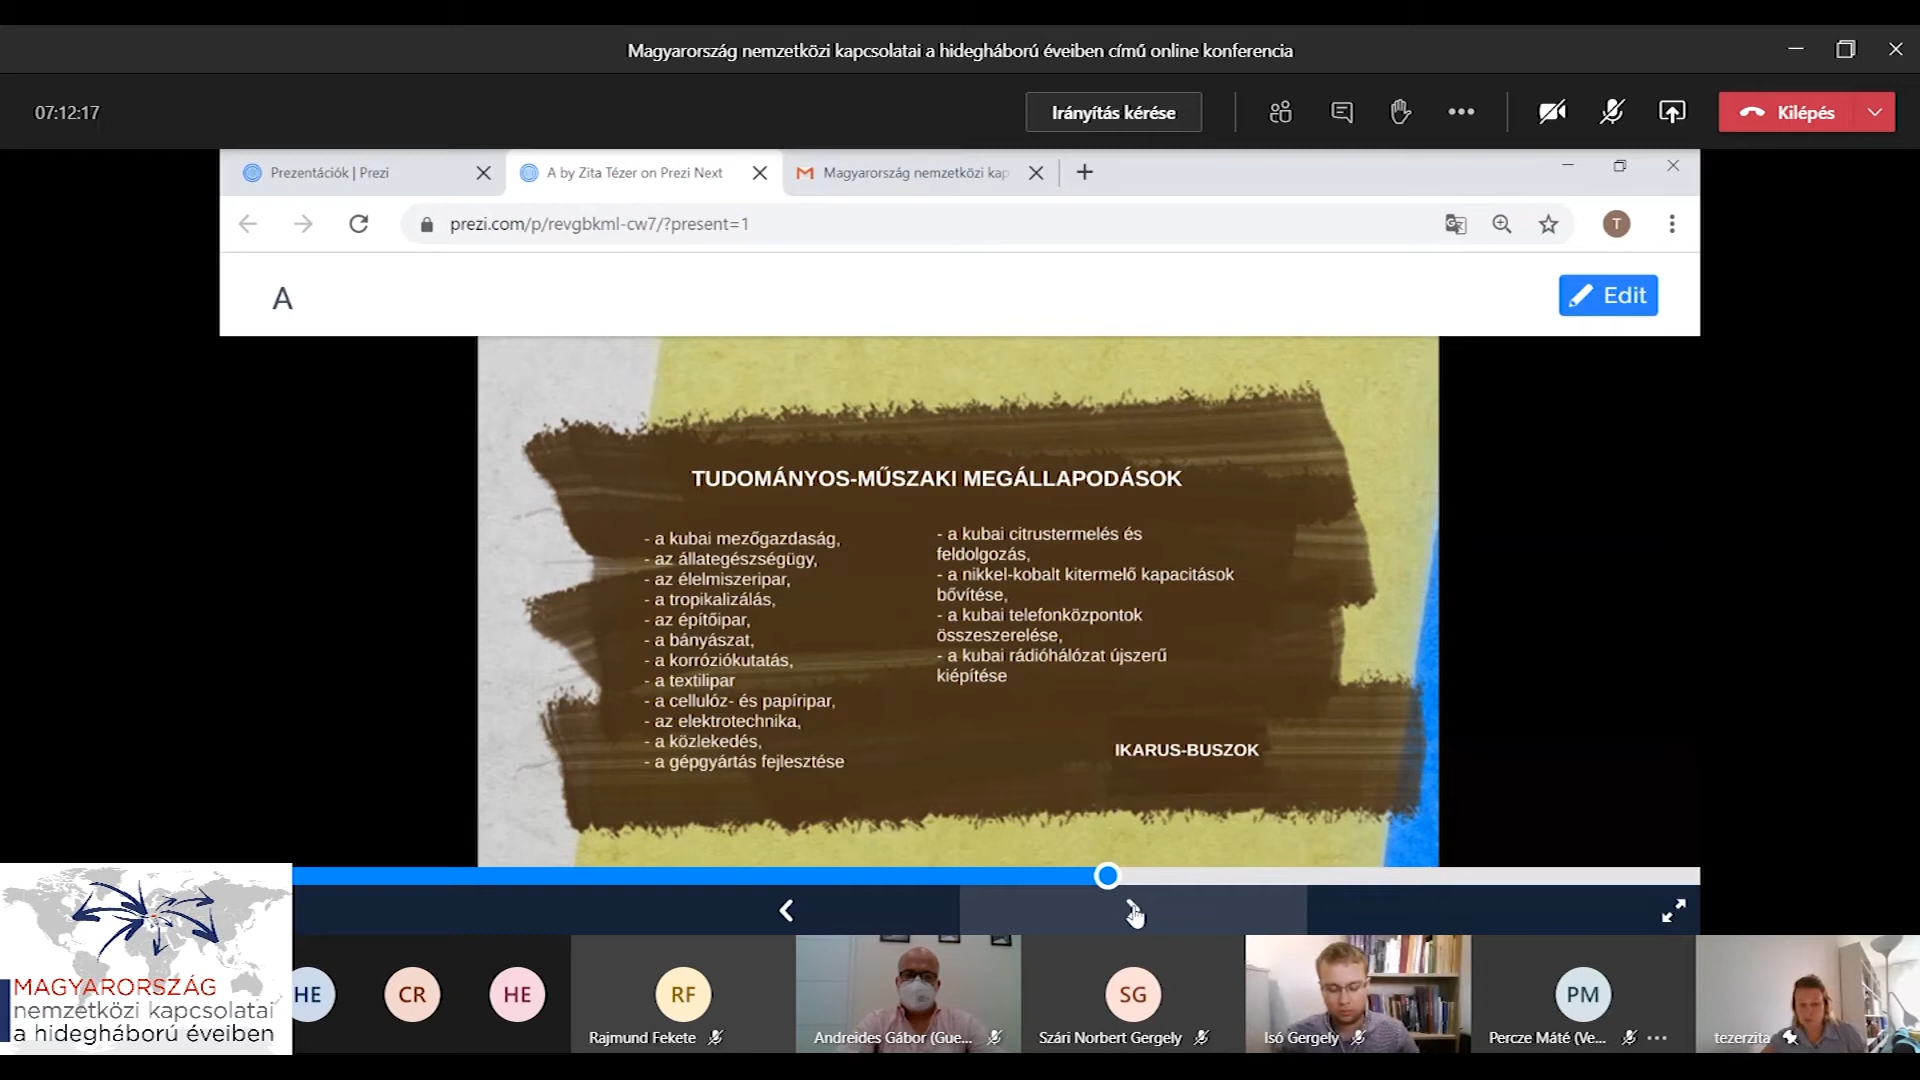 Magyarország nemzetközi kapcsolatai a hidegháború éveiben című online konferencia
07:12:17
Irányítás kérése
Kilépés
Prezentációk | Prezi
A by Zita Tézer on Prezi Next
Magyarország nemzetközi kap
prezi.com/p/revgbkml-cw7/?present=1
T
A
Edit
TUDOMÁNYOS-MŰSZAKI MEGÁLLAPODÁSOK
- a kubai mezőgazdaság,
- az állategészségügy,
- az élelmiszeripar,
- a tropikalizálás,
- az építőipar,
- a bányászat,
- a korróziókutatás,
- a textilipar
- a cellulóz- és papíripar,
- az elektrotechnika,
- a közlekedés,
- a gépgyártás fejlesztése
- a kubai citrustermelés és
feldolgozás,
- a nikkel-kobalt kitermelő kapacitások
bővítése,
- a kubai telefonközpontok
összeszerelése,
- a kubai rádióhálózat újszerű
kiépítése
IKARUS-BUSZOK
MAGYARORSZÁG
nemzetközi kapcsolatai
a hidegháború éveiben
HE
CR
HE
RF
Rajmund Fekete
Andreides Gábor (Gue...
SG
Szári Norbert Gergely
Isó Gergely
PM
Percze Máté (Ve...
tezerzita